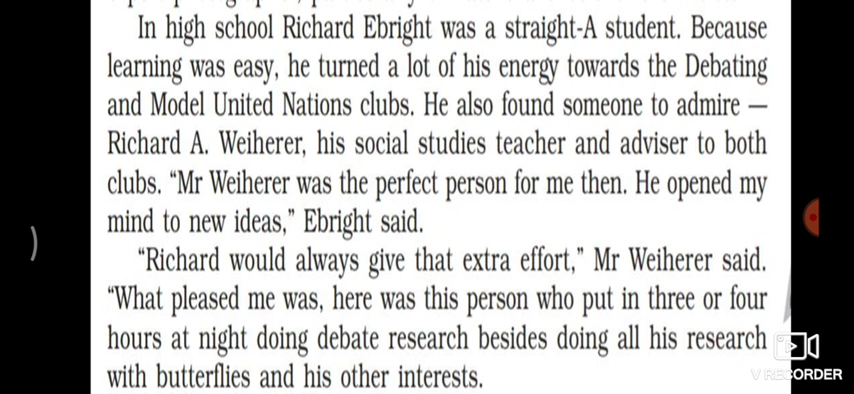 In high school Richard Ebright was a straight-A student. Because
learning was easy, he turned a lot of his energy towards the Debating
and Model United Nations clubs. He also found someone to admire —
Richard A. Weiherer, his social studies teacher and adviser to both
clubs. “Mr Weiherer was the perfect person for me then. He opened my
mind to new ideas,” Ebright said.
“Richard would always give that extra effort,” Mr Weiherer said.
“What pleased me was, here was this person who put in three or four
hours at night doing debate research besides doing all his research
with butterflies and his other interests.
V RECORDER